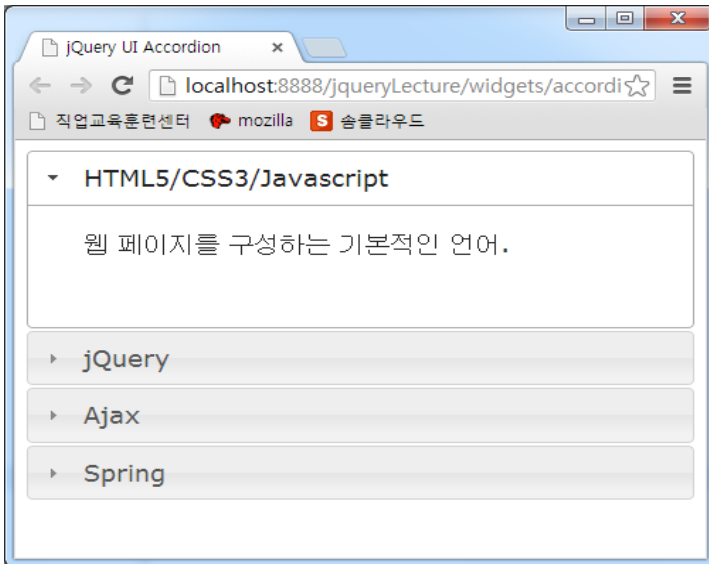 jQuery UI Accordion
localhost:8888/jqueryLecture/widgets/accordi
직업교육훈련센터 mozilla S 솜클라우드
HTML5/CSS3/Javascript
웹 페이지를 구성하는 기본적인 언어.
jQuery
Ajax
Spring